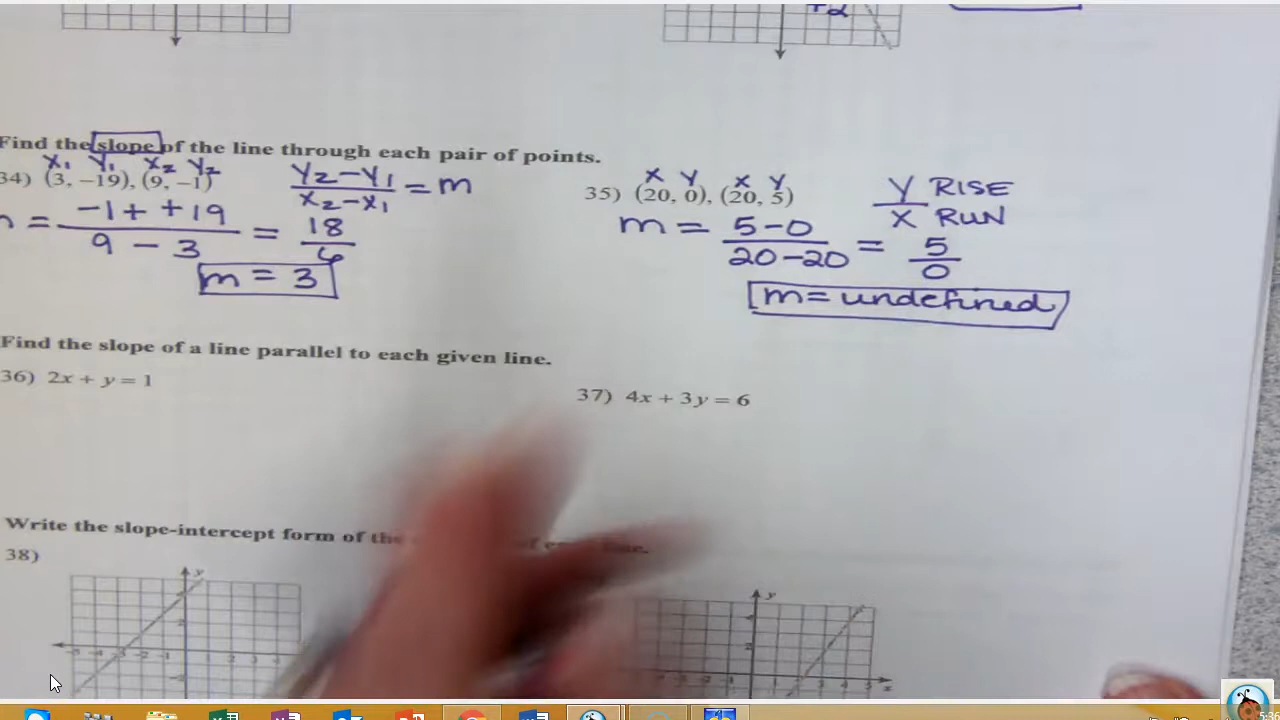 +2
Find the slope of the line through each pair of points.
X₁ Y₁ X₂ Y₂
34) (3, −19), (9, −1)
Y₂−Y₁ / X₂−X₁ = m
= −1 + +19 / 9 − 3 = 18 / 6
m = 3
X Y X Y
35) (20, 0), (20, 5)
Y RISE
X RUN
m = 5−0 / 20−20 = 5 / 0
m = undefined
Find the slope of a line parallel to each given line.
36) 2x + y = 1
37) 4x + 3y = 6
Write the slope-intercept form of the
38)
y
y
x